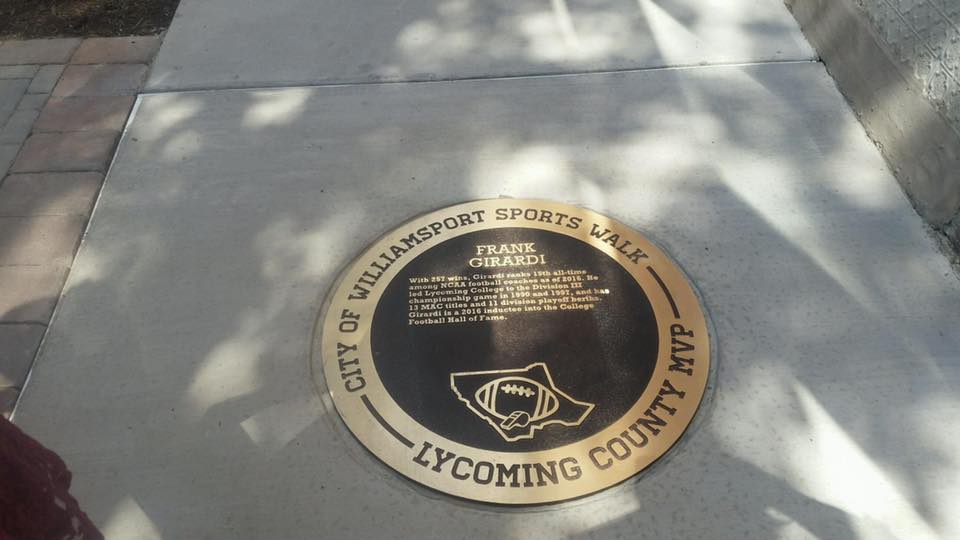 CITY OF WILLIAMSPORT SPORTS WALK
FRANK
GIRARDI
With 257 wins, Girardi ranks 19th all-time
among NCAA football coaches as of 2016. He
led Lycoming College to the Division III
championship game in 1990 and 1997, and has
13 MAC titles and 11 division playoff berths.
Girardi is a 2016 inductee into the College
Football Hall of Fame.
LYCOMING COUNTY MVP